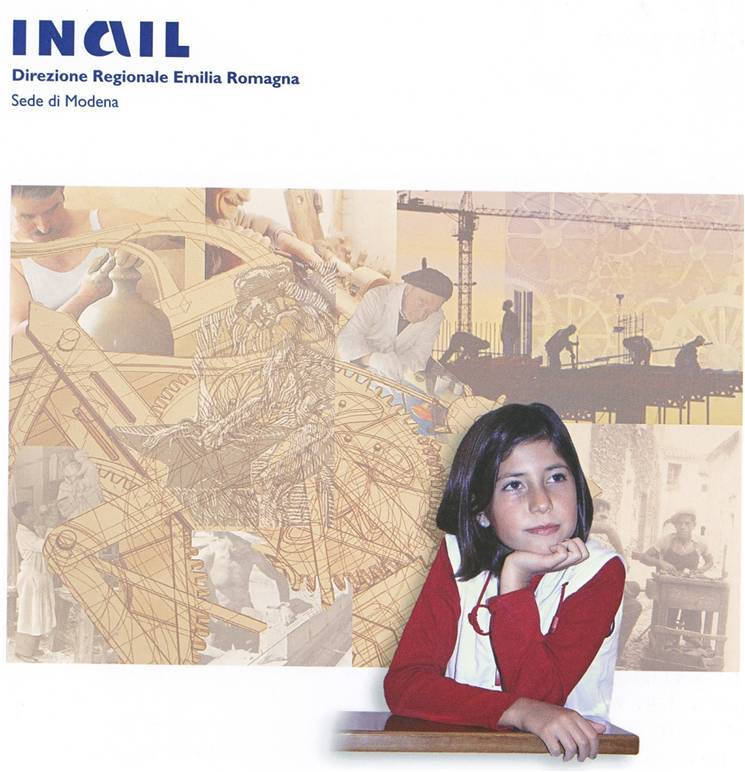 INAIL
Direzione Regionale Emilia Romagna
Sede di Modena